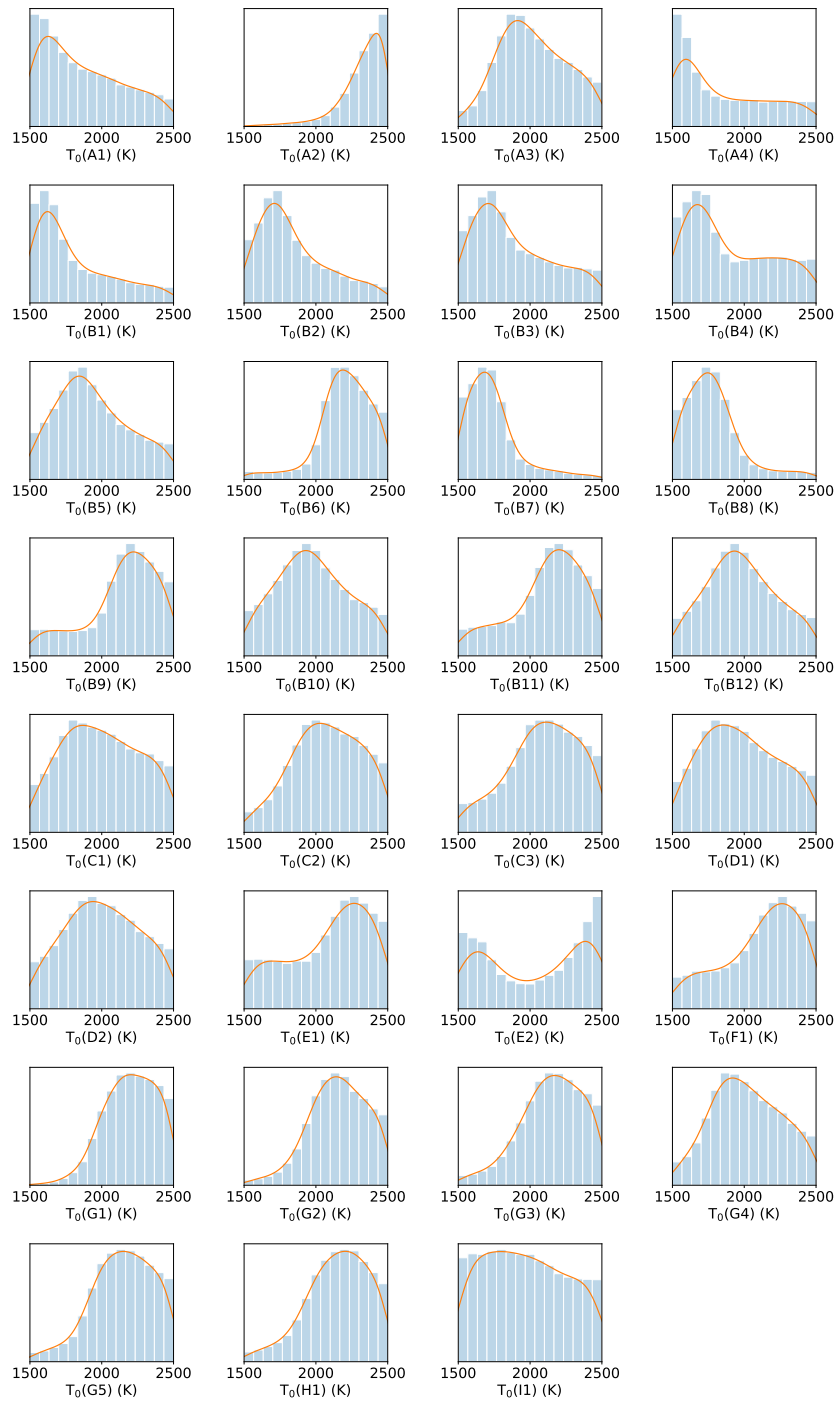 1500 2000 2500 1500 2000 2500 1500 2000 2500 1500 2000 2500
T₀(A1) (K) T₀(A2) (K) T₀(A3) (K) T₀(A4) (K)
1500 2000 2500 1500 2000 2500 1500 2000 2500 1500 2000 2500
T₀(B1) (K) T₀(B2) (K) T₀(B3) (K) T₀(B4) (K)
1500 2000 2500 1500 2000 2500 1500 2000 2500 1500 2000 2500
T₀(B5) (K) T₀(B6) (K) T₀(B7) (K) T₀(B8) (K)
1500 2000 2500 1500 2000 2500 1500 2000 2500 1500 2000 2500
T₀(B9) (K) T₀(B10) (K) T₀(B11) (K) T₀(B12) (K)
1500 2000 2500 1500 2000 2500 1500 2000 2500 1500 2000 2500
T₀(C1) (K) T₀(C2) (K) T₀(C3) (K) T₀(D1) (K)
1500 2000 2500 1500 2000 2500 1500 2000 2500 1500 2000 2500
T₀(D2) (K) T₀(E1) (K) T₀(E2) (K) T₀(F1) (K)
1500 2000 2500 1500 2000 2500 1500 2000 2500 1500 2000 2500
T₀(G1) (K) T₀(G2) (K) T₀(G3) (K) T₀(G4) (K)
1500 2000 2500 1500 2000 2500 1500 2000 2500
T₀(G5) (K) T₀(H1) (K) T₀(I1) (K)